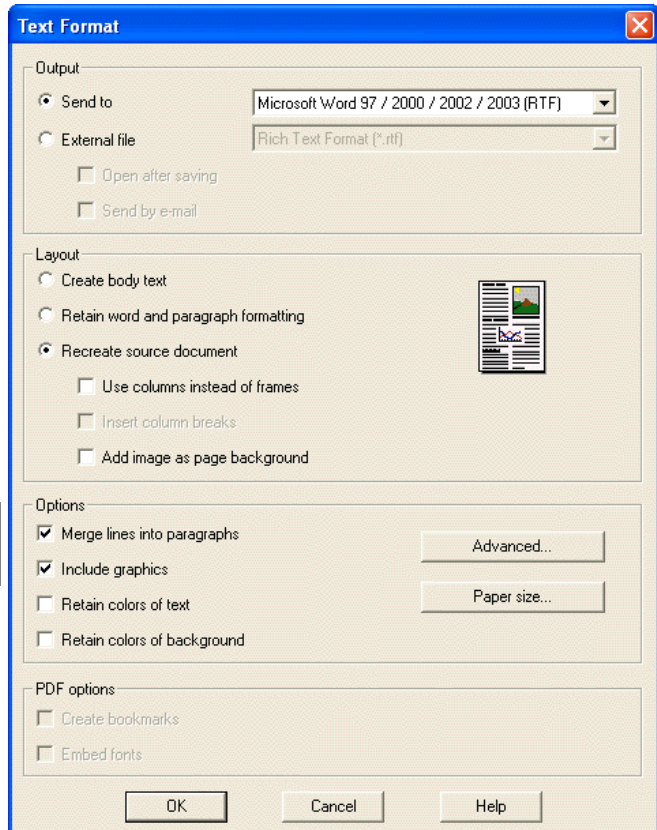 Text Format
Output
Send to
Microsoft Word 97 / 2000 / 2002 / 2003 (RTF)
External file
Rich Text Format (*.rtf)
Open after saving
Send by e-mail
Layout
Create body text
Retain word and paragraph formatting
Recreate source document
Use columns instead of frames
Insert column breaks
Add image as page background
Options
Merge lines into paragraphs
Advanced...
Include graphics
Retain colors of text
Paper size...
Retain colors of background
PDF options
Create bookmarks
Embed fonts
OK Cancel Help